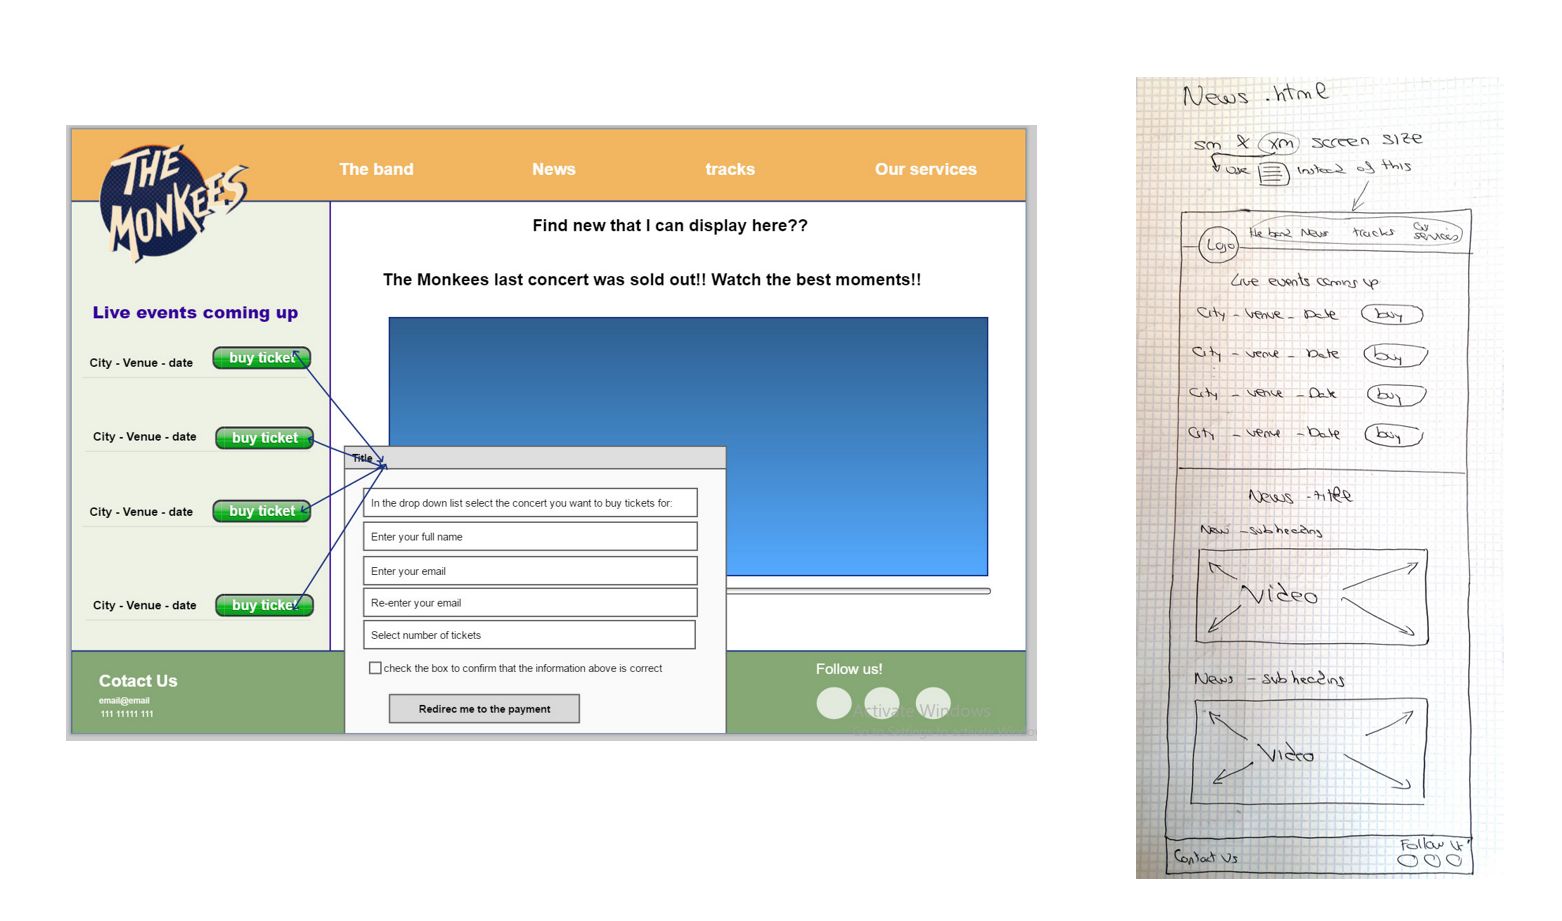 THE MONKEES
The band News tracks Our services
Find new that I can display here??
The Monkees last concert was sold out!! Watch the best moments!!
Live events coming up
City - Venue - date buy ticket
City - Venue - date buy ticket
City - Venue - date buy ticket
City - Venue - date buy ticket
Title
In the drop down list select the concert you want to buy tickets for:
Enter your full name
Enter your email
Re-enter your email
Select number of tickets
check the box to confirm that the information above is correct
Redirec me to the payment
Cotact Us
email@email
111 11111 111
Follow us!
Activate Windows
News .html
sm & xm screen size
use instead of this
Logo the band News tracks Our services
Live events coming up
City - venue - Date buy
City - venue - Date buy
City - venue - Date buy
City - venue - Date buy
News - title
New - subheading
Video
News - subheading
Video
Contact Us
Follow Us